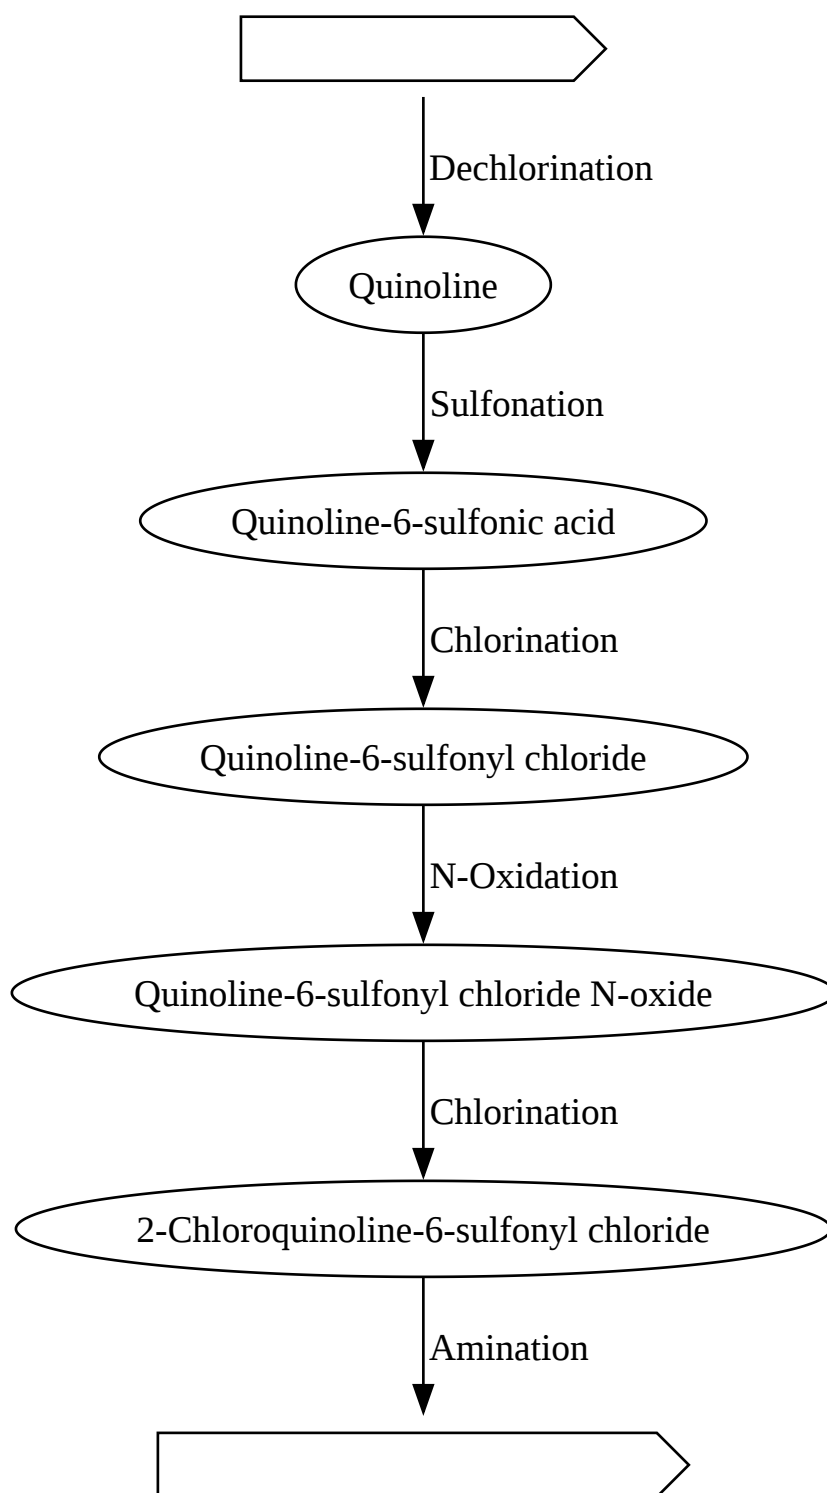 Dechlorination
Quinoline
Sulfonation
Quinoline-6-sulfonic acid
Chlorination
Quinoline-6-sulfonyl chloride
N-Oxidation
Quinoline-6-sulfonyl chloride N-oxide
Chlorination
2-Chloroquinoline-6-sulfonyl chloride
Amination